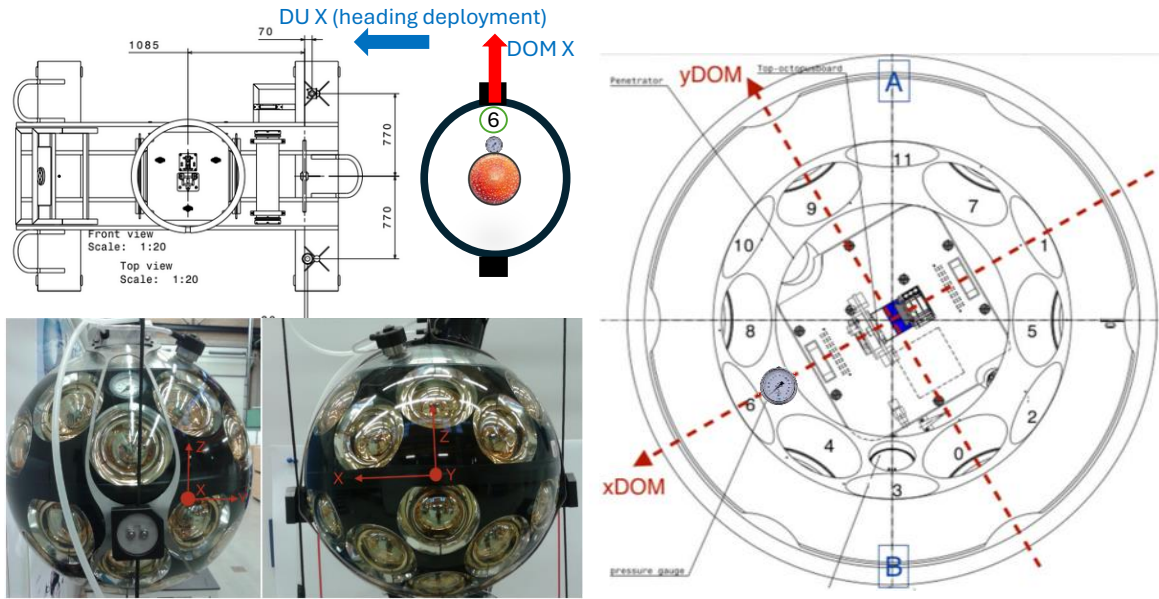 DU X (heading deployment)
DOM X
70
1085
770
770
6
Front view
Scale: 1:20
Top view
Scale: 1:20
Z
X
Y
Z
X
Y
yDOM
Top-octopusboard
Penetrator
A
11
9
7
10
1
8
5
6
2
4
0
3
xDOM
B
pressure gauge